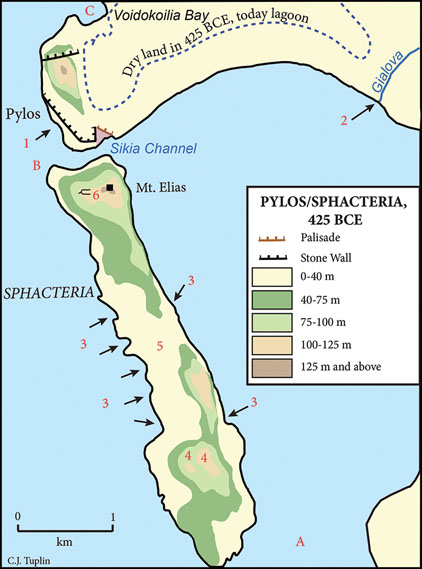 C
Voidokoilia Bay
Dry land in 425 BCE, today lagoon
Gialova
Pylos
1
2
Sikia Channel
B
6
Mt. Elias
PYLOS/SPHACTERIA,
425 BCE
Palisade
Stone Wall
0-40 m
40-75 m
75-100 m
100-125 m
125 m and above
SPHACTERIA
3
3
5
3
3
4
4
0
1
km
A
C.J. Tuplin